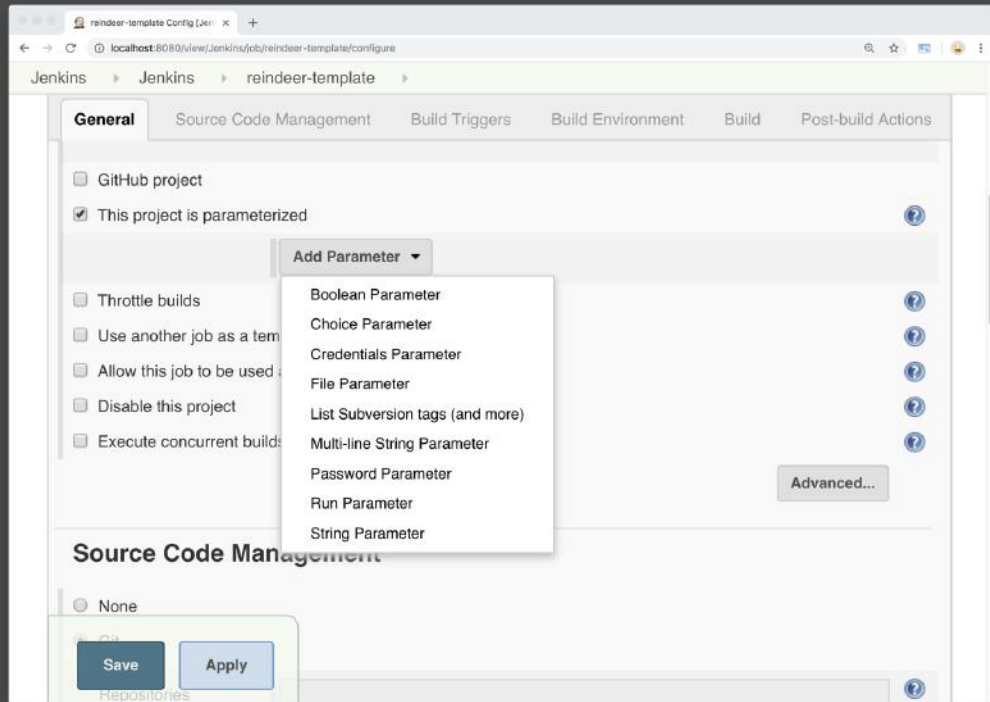 reindeer-template Config [Jen
localhost:8080/view/Jenkins/job/reindeer-template/configure
Jenkins Jenkins reindeer-template
General Source Code Management Build Triggers Build Environment Build Post-build Actions
GitHub project
This project is parameterized
Add Parameter
Boolean Parameter
Throttle builds
Choice Parameter
Use another job as a tem
Credentials Parameter
Allow this job to be used
File Parameter
Disable this project
List Subversion tags (and more)
Execute concurrent builds
Multi-line String Parameter
Password Parameter
Advanced...
Run Parameter
String Parameter
Source Code Management
None
Git
Save Apply
Repositories